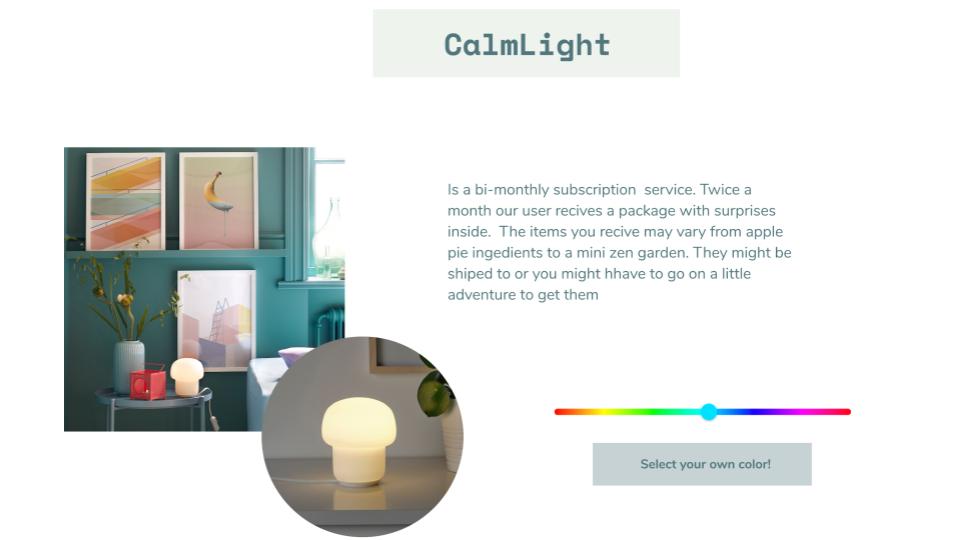 CalmLight
Is a bi-monthly subscription  service. Twice a
month our user recives a package with surprises
inside.  The items you recive may vary from apple
pie ingedients to a mini zen garden. They might be
shiped to or you might hhave to go on a little
adventure to get them
Select your own color!